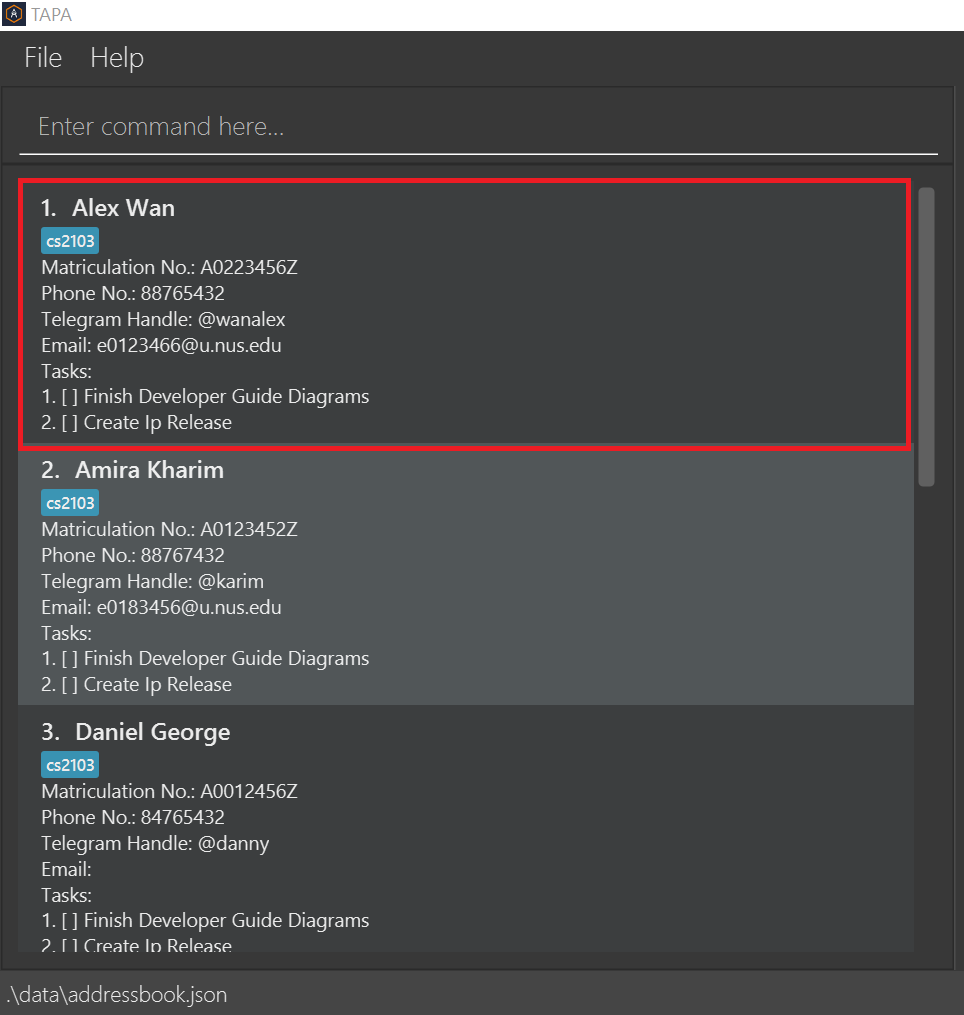 TAPA
File Help
Enter command here...
1. Alex Wan
cs2103
Matriculation No.: A0223456Z
Phone No.: 88765432
Telegram Handle: @wanalex
Email: e0123466@u.nus.edu
Tasks:
1. [ ] Finish Developer Guide Diagrams
2. [ ] Create Ip Release
2. Amira Kharim
cs2103
Matriculation No.: A0123452Z
Phone No.: 88767432
Telegram Handle: @karim
Email: e0183456@u.nus.edu
Tasks:
1. [ ] Finish Developer Guide Diagrams
2. [ ] Create Ip Release
3. Daniel George
cs2103
Matriculation No.: A0012456Z
Phone No.: 84765432
Telegram Handle: @danny
Email:
Tasks:
1. [ ] Finish Developer Guide Diagrams
2. [ ] Create Ip Release
.\data\addressbook.json